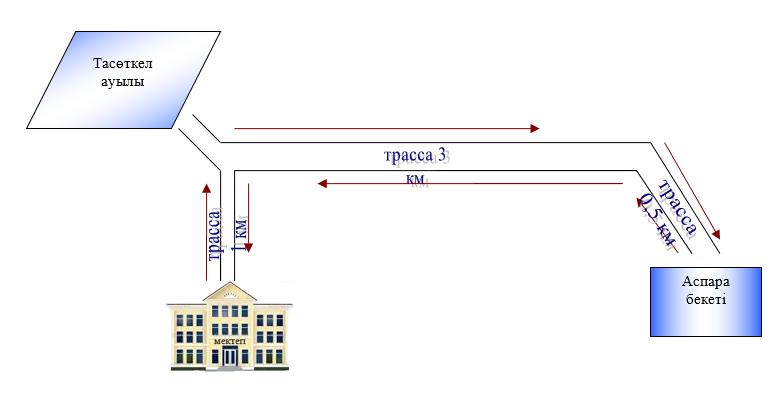 Тасөткел
ауылы
трасса 3
км
трасса
1 км
трасса
0,5 км
Аспара
бекеті
мектеп